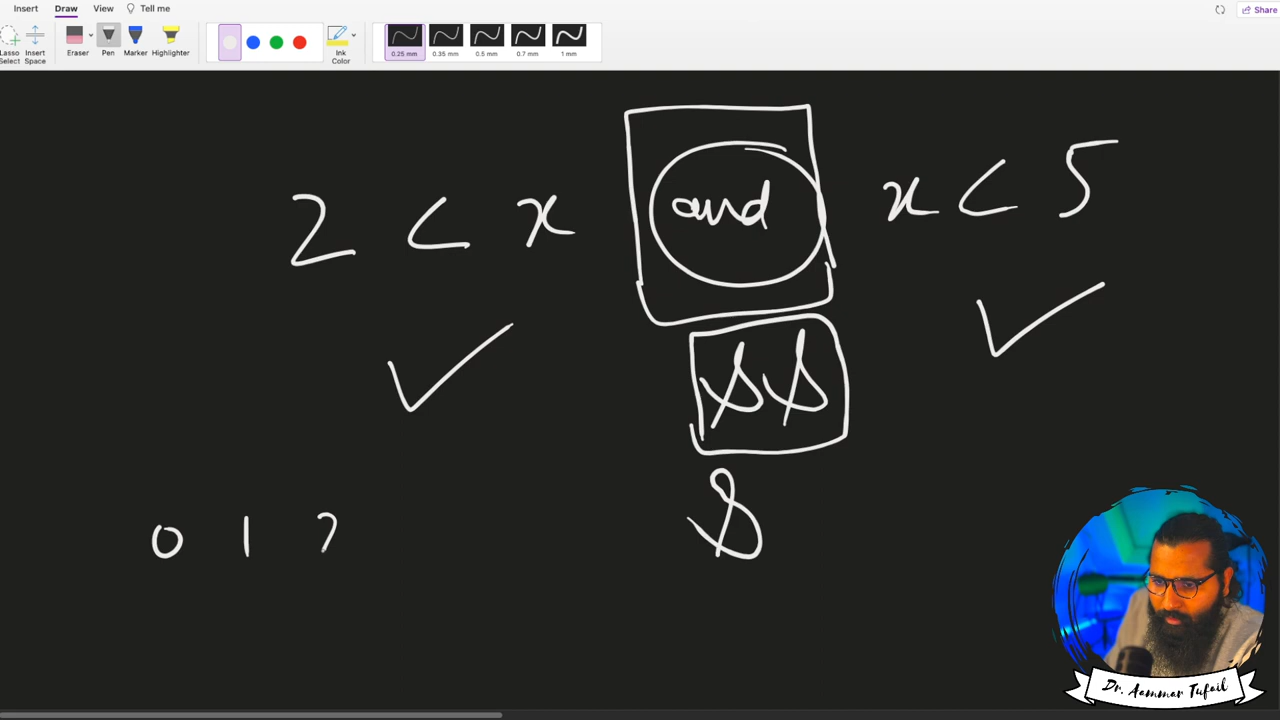 Insert Draw View Tell me
Share
Lasso Select
Insert Space
Eraser
Pen
Marker
Highlighter
Ink Color
0.25 mm
0.35 mm
0.5 mm
0.7 mm
1 mm
2 < x and x < 5
&&
&
0 1 2
Dr. Aammar Tufail